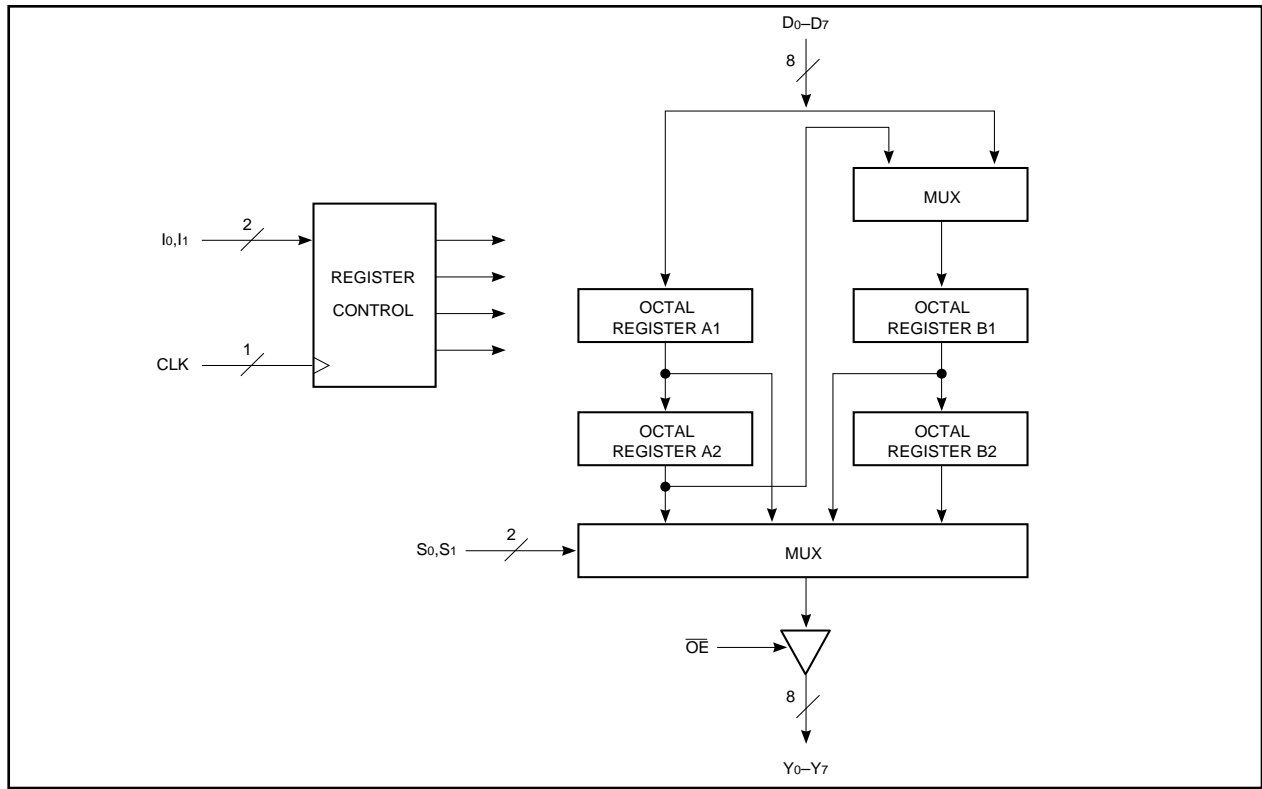 D0–D7
8
MUX
I0,I1
2
REGISTER
CONTROL
CLK
1
OCTAL
REGISTER A1
OCTAL
REGISTER B1
OCTAL
REGISTER A2
OCTAL
REGISTER B2
S0,S1
2
MUX
OE
8
Y0–Y7